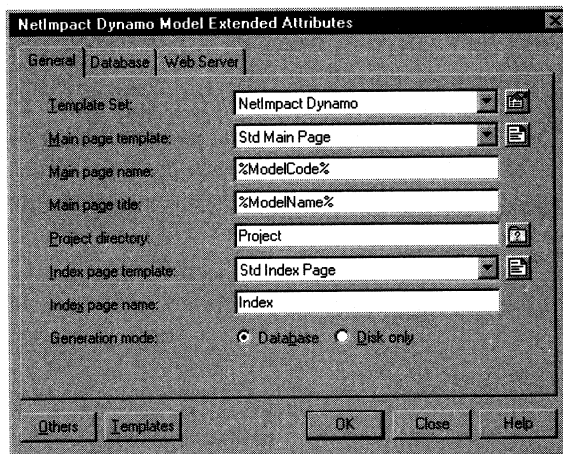 NetImpact Dynamo Model Extended Attributes
General Database Web Server
Template Set: NetImpact Dynamo
Main page template: Std Main Page
Main page name: %ModelCode%
Main page title: %ModelName%
Project directory: Project
Index page template: Std Index Page
Index page name: Index
Generation mode: Database Disk only
Others Templates OK Close Help